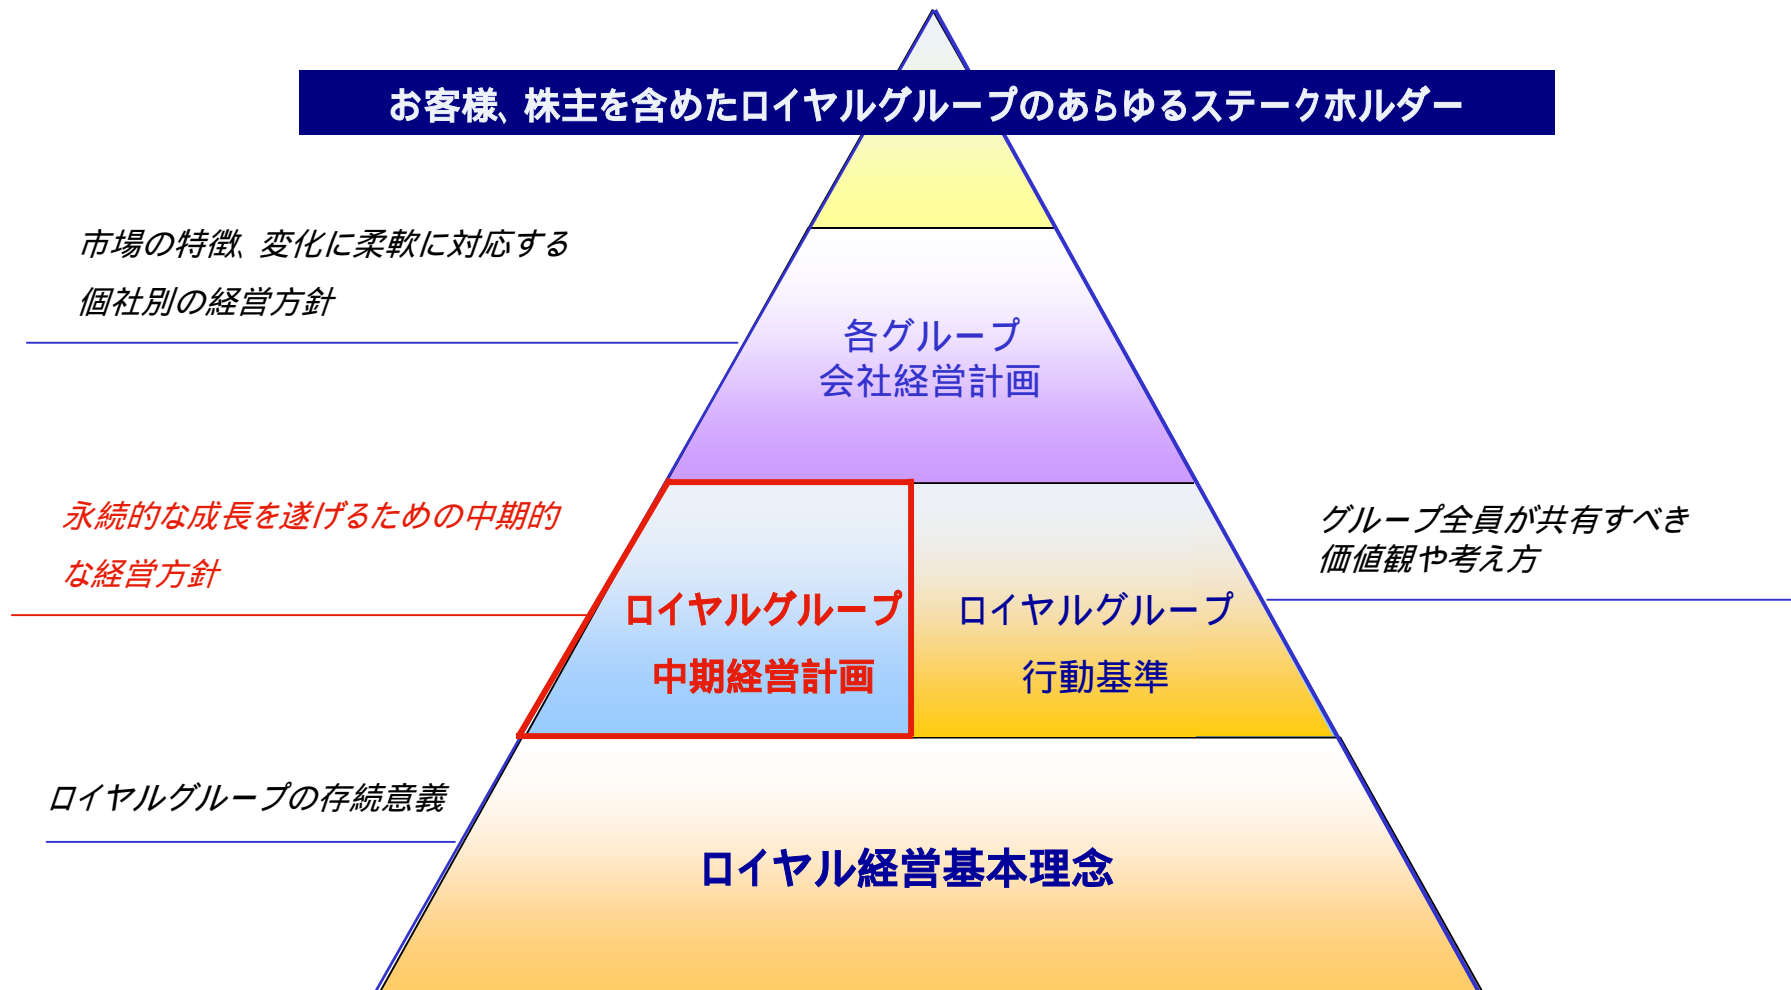 お客様、株主を含めたロイヤルグループのあらゆるステークホルダー
市場の特徴、変化に柔軟に対応する
個社別の経営方針
各グループ
会社経営計画
永続的な成長を遂げるための中期的
な経営方針
グループ全員が共有すべき
価値観や考え方
ロイヤルグループ
中期経営計画
ロイヤルグループ
行動基準
ロイヤルグループの存続意義
ロイヤル経営基本理念